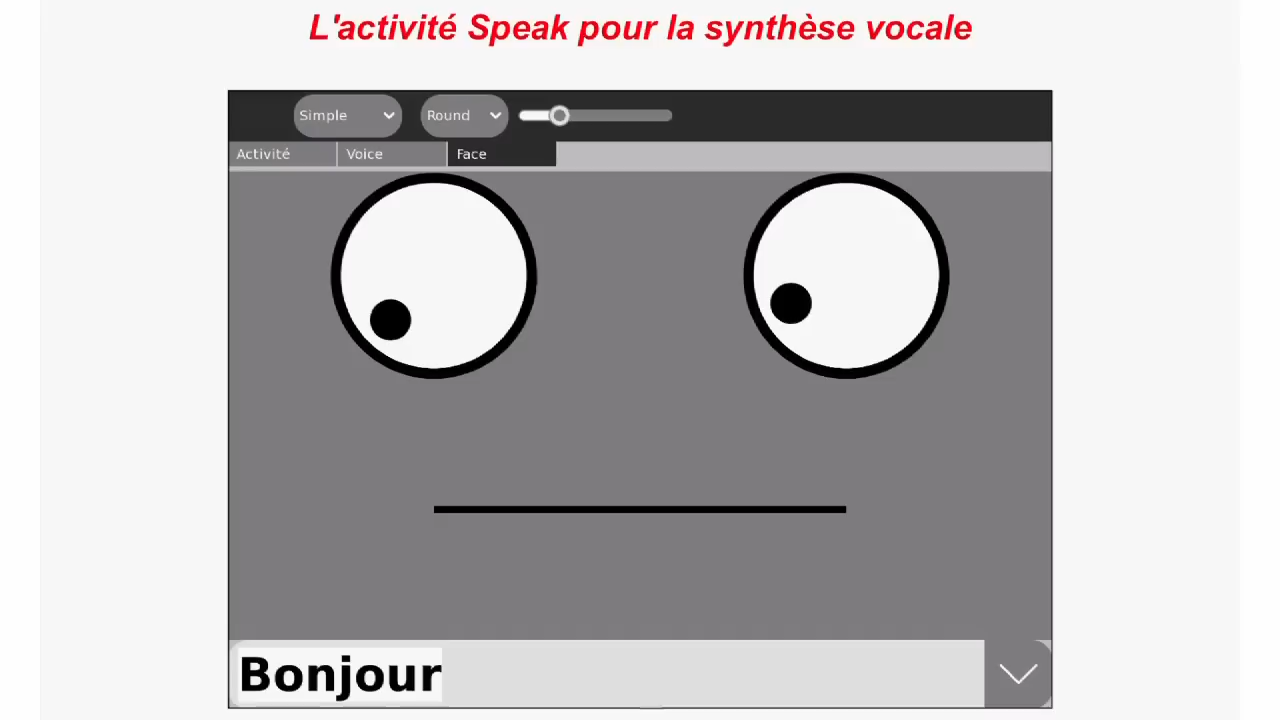 L'activité Speak pour la synthèse vocale
Simple Round
Activité Voice Face
Bonjour